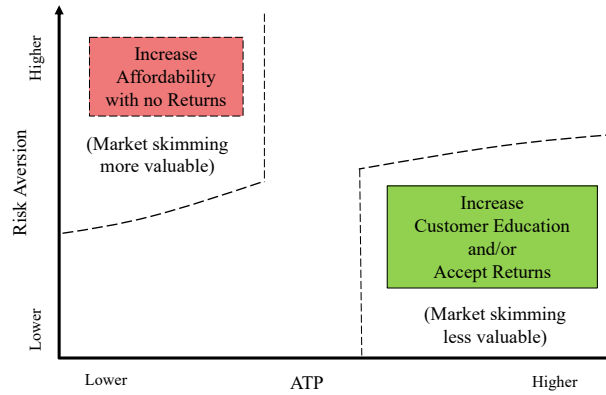 Higher
Risk Aversion
Lower
Increase
Affordability
with no Returns
(Market skimming
more valuable)
Increase
Customer Education
and/or
Accept Returns
(Market skimming
less valuable)
Lower
ATP
Higher